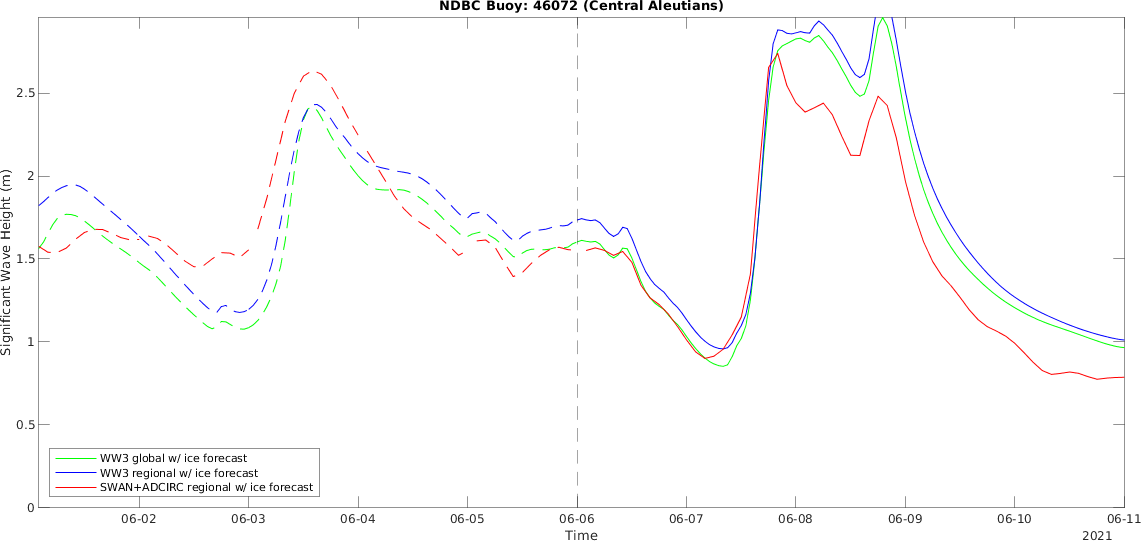 NDBC Buoy: 46072 (Central Aleutians)
Significant Wave Height (m)
2.5
2
1.5
1
0.5
0
WW3 global w/ ice forecast
WW3 regional w/ ice forecast
SWAN+ADCIRC regional w/ ice forecast
06-02 06-03 06-04 06-05 06-06 06-07 06-08 06-09 06-10 06-11
Time
2021